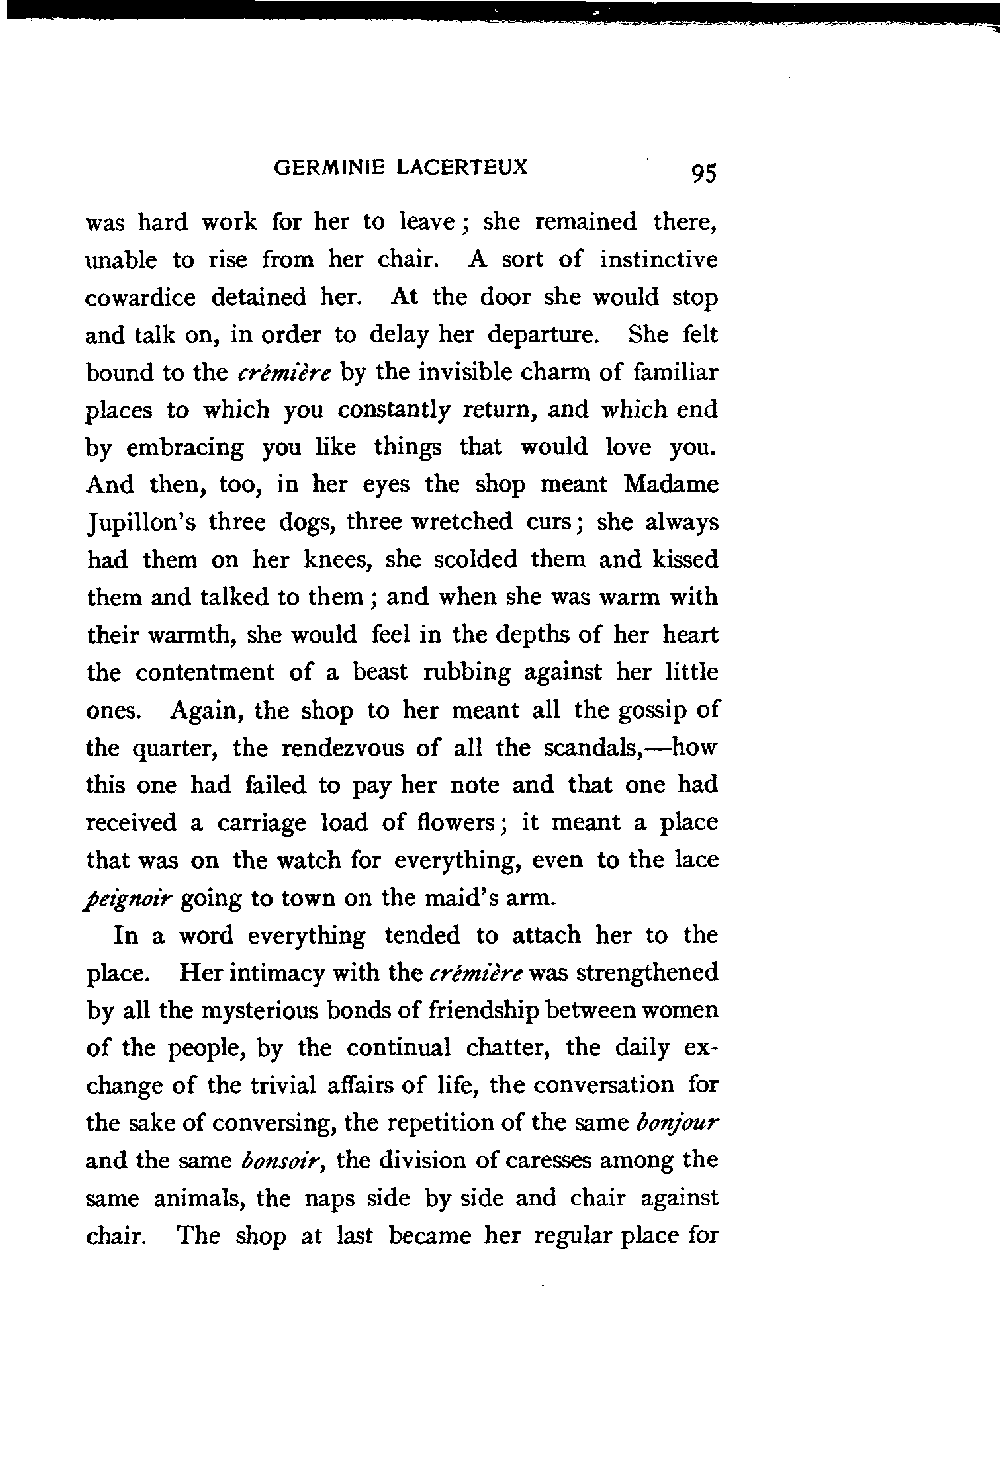 GERMINIE LACERTEUX 95
was hard work for her to leave; she remained there,
unable to rise from her chair. A sort of instinctive
cowardice detained her. At the door she would stop
and talk on, in order to delay her departure. She felt
bound to the crémière by the invisible charm of familiar
places to which you constantly return, and which end
by embracing you like things that would love you.
And then, too, in her eyes the shop meant Madame
Jupillon's three dogs, three wretched curs; she always
had them on her knees, she scolded them and kissed
them and talked to them; and when she was warm with
their warmth, she would feel in the depths of her heart
the contentment of a beast rubbing against her little
ones. Again, the shop to her meant all the gossip of
the quarter, the rendezvous of all the scandals,—how
this one had failed to pay her note and that one had
received a carriage load of flowers; it meant a place
that was on the watch for everything, even to the lace
peignoir going to town on the maid's arm.
In a word everything tended to attach her to the
place. Her intimacy with the crémière was strengthened
by all the mysterious bonds of friendship between women
of the people, by the continual chatter, the daily ex-
change of the trivial affairs of life, the conversation for
the sake of conversing, the repetition of the same bonjour
and the same bonsoir, the division of caresses among the
same animals, the naps side by side and chair against
chair. The shop at last became her regular place for